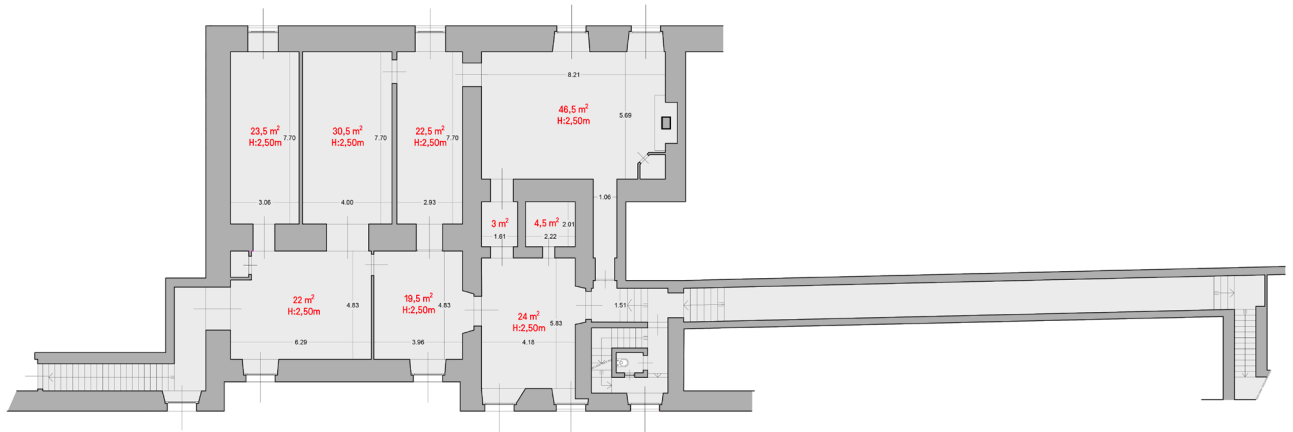 8.21
46,5 m²
H:2,50m
5.69
23,5 m²
H:2,50m
7.70
30,5 m²
H:2,50m
7.70
22,5 m²
H:2,50m
7.70
3.06
4.00
2.93
1.06
3 m²
1.61
4,5 m²
2.01
2.22
22 m²
H:2,50m
4.83
6.29
19,5 m²
H:2,50m
4.83
3.96
24 m²
H:2,50m
5.83
4.18
1.51